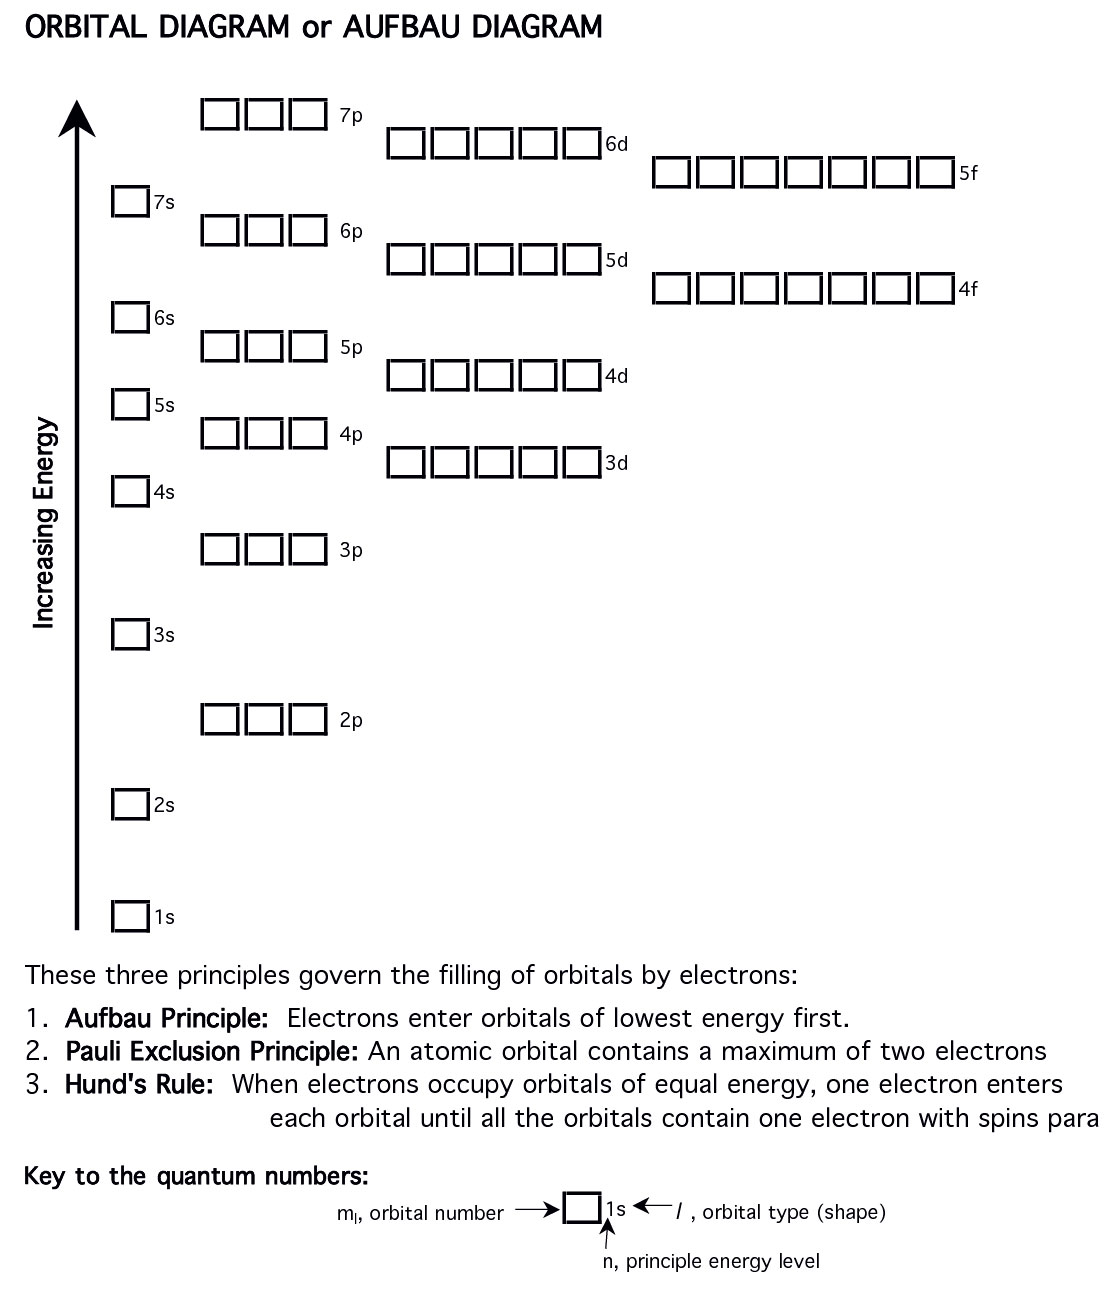 ORBITAL DIAGRAM or AUFBAU DIAGRAM
7p
6d
5f
7s
6p
5d
4f
6s
5p
4d
5s
4p
3d
4s
3p
3s
2p
2s
1s
Increasing Energy
These three principles govern the filling of orbitals by electrons:
1. Aufbau Principle: Electrons enter orbitals of lowest energy first.
2. Pauli Exclusion Principle: An atomic orbital contains a maximum of two electrons
3. Hund's Rule: When electrons occupy orbitals of equal energy, one electron enters
each orbital until all the orbitals contain one electron with spins para
Key to the quantum numbers:
ml, orbital number
1s
l , orbital type (shape)
n, principle energy level